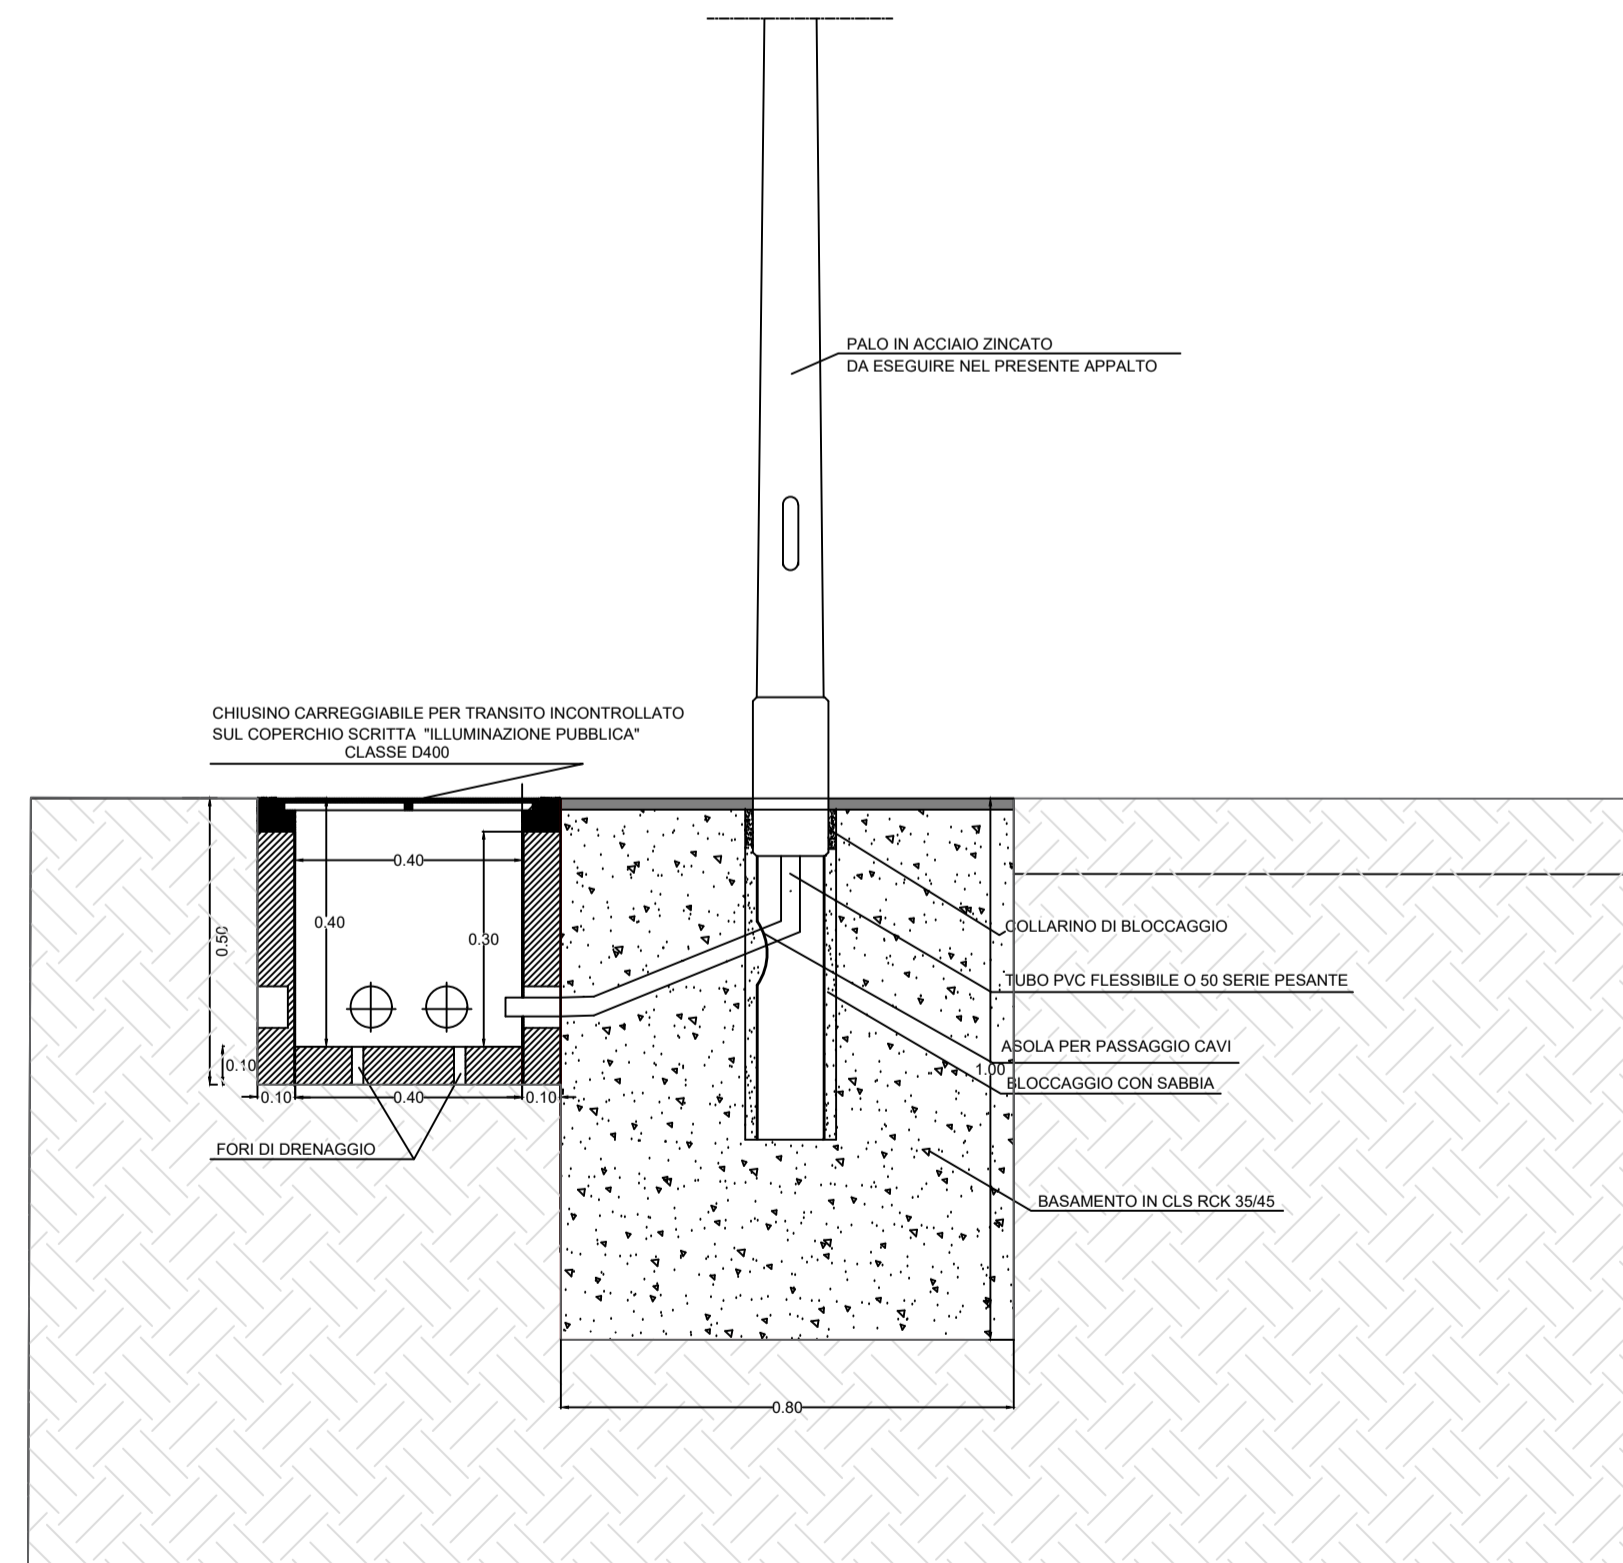 PALO IN ACCIAIO ZINCATO
DA ESEGUIRE NEL PRESENTE APPALTO
CHIUSINO CARREGGIABILE PER TRANSITO INCONTROLLATO
SUL COPERCHIO SCRITTA "ILLUMINAZIONE PUBBLICA"
CLASSE D400
0.40
0.40
0.50
0.30
COLLARINO DI BLOCCAGGIO
TUBO PVC FLESSIBILE O 50 SERIE PESANTE
ASOLA PER PASSAGGIO CAVI
1.00
BLOCCAGGIO CON SABBIA
0.10
0.10
0.40
0.10
FORI DI DRENAGGIO
BASAMENTO IN CLS RCK 35/45
0.80